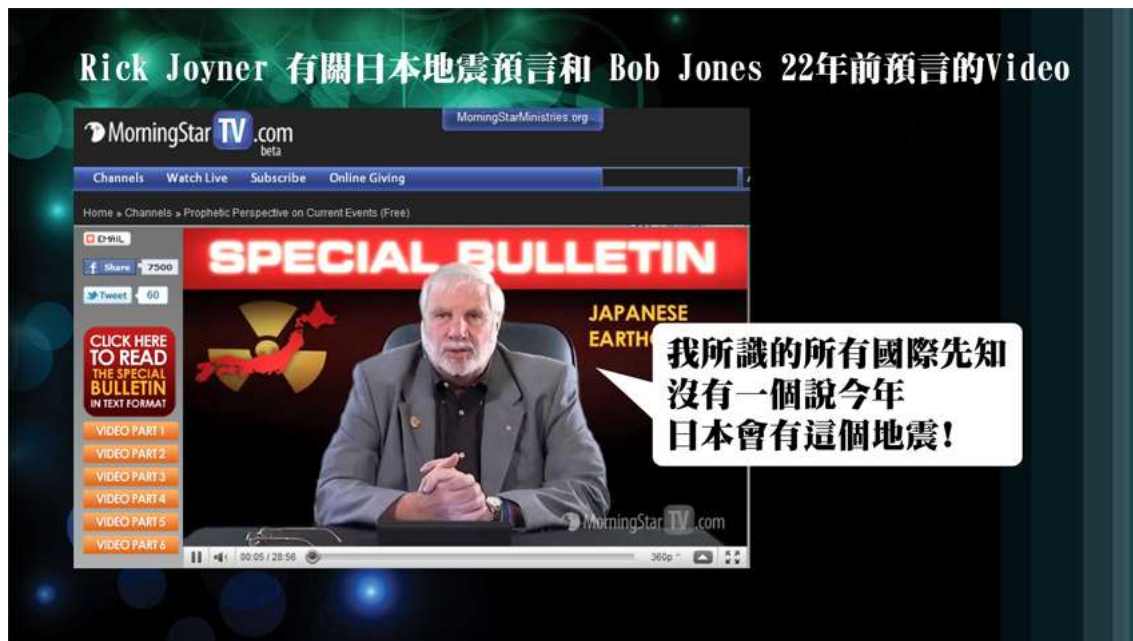 Rick Joyner 有關日本地震預言和 Bob Jones 22年前預言的Video
MorningStarMinistries.org
MorningStar TV .com
beta
Channels Watch Live Subscribe Online Giving
Home » Channels » Prophetic Perspective on Current Events (Free)
EMAIL
Share 7500
Tweet 60
SPECIAL BULLETIN
JAPANESE
EARTH
CLICK HERE
TO READ
THE SPECIAL
BULLETIN
IN TEXT FORMAT
VIDEO PART 1
VIDEO PART 2
VIDEO PART 3
VIDEO PART 4
VIDEO PART 5
VIDEO PART 6
我所識的所有國際先知
沒有一個說今年
日本會有這個地震!
MorningStar TV .com
00:05 / 28:56
360p